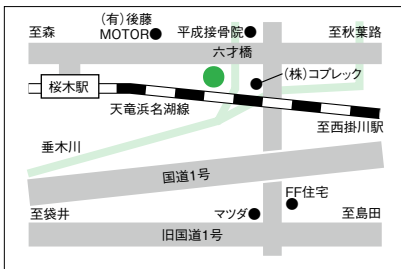 (有)後藤
MOTOR
平成接骨院
至森
至秋葉路
六才橋
(株)コプレック
桜木駅
天竜浜名湖線
至西掛川駅
垂木川
国道1号
FF住宅
至袋井
マツダ
至島田
旧国道1号